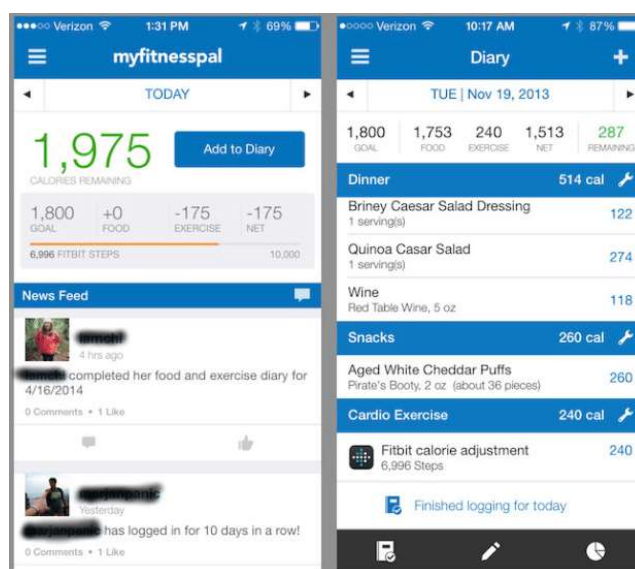 Verizon 1:31 PM 69%
myfitnesspal
TODAY
1,975
CALORIES REMAINING
Add to Diary
1,800 +0 -175 -175
GOAL FOOD EXERCISE NET
6,996 FITBIT STEPS 10,000
News Feed
4 hrs ago
completed her food and exercise diary for
4/16/2014
0 Comments • 1 Like
Yesterday
has logged in for 10 days in a row!
0 Comments • 1 Like
Verizon 10:17 AM 87%
Diary +
TUE | Nov 19, 2013
1,800 1,753 240 1,513 287
GOAL FOOD EXERCISE NET REMAINING
Dinner 514 cal
Briney Caesar Salad Dressing 122
1 serving(s)
Quinoa Casar Salad 274
1 serving(s)
Wine 118
Red Table Wine, 5 oz
Snacks 260 cal
Aged White Cheddar Puffs 260
Pirate's Booty, 2 oz (about 36 pieces)
Cardio Exercise 240 cal
Fitbit calorie adjustment 240
6,996 Steps
Finished logging for today